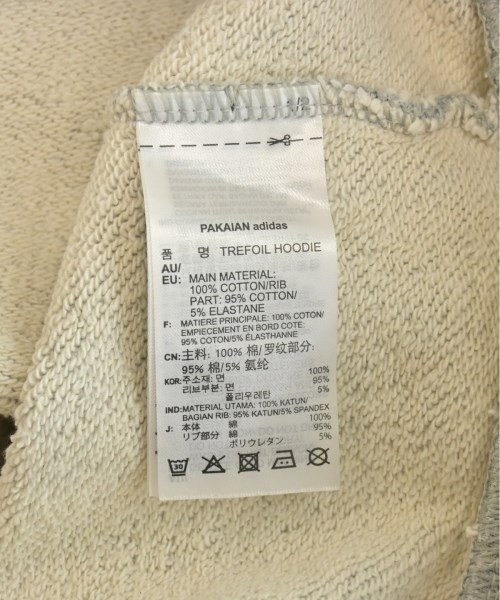 PAKAIAN adidas
품 명 TREFOIL HOODIE
AU/
EU: MAIN MATERIAL:
100% COTTON/RIB
PART: 95% COTTON/
5% ELASTANE
F: MATIERE PRINCIPALE: 100% COTON/
EMPIECEMENT EN BORD COTE:
95% COTON/5% ELASTHANNE
CN: 主料: 100% 棉/罗纹部分:
95% 棉/5% 氨纶
KOR: 주소재: 면 100%
리브부분: 면 95%
폴리우레탄 5%
IND: MATERIAL UTAMA: 100% KATUN/
BAGIAN RIB: 95% KATUN/5% SPANDEX
J: 本体 綿 100%
リブ部分 綿 95%
ポリウレタン 5%
30